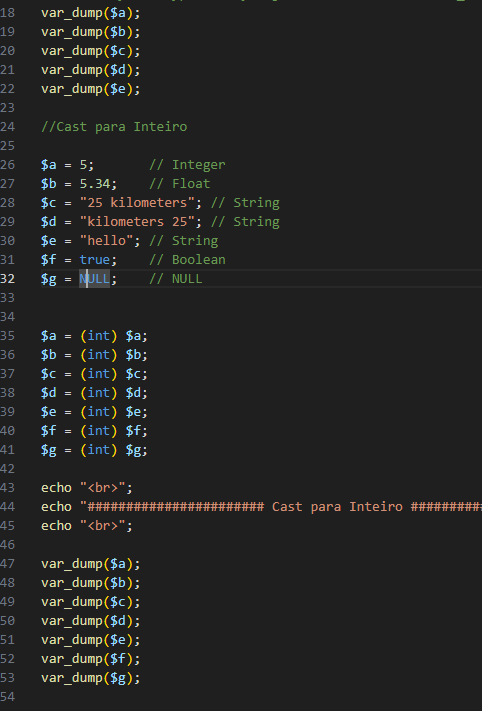 18 var_dump($a);
19 var_dump($b);
20 var_dump($c);
21 var_dump($d);
22 var_dump($e);
23
24 //Cast para Inteiro
25
26 $a = 5;       // Integer
27 $b = 5.34;    // Float
28 $c = "25 kilometers"; // String
29 $d = "kilometers 25"; // String
30 $e = "hello"; // String
31 $f = true;    // Boolean
32 $g = NULL;    // NULL
33
34
35 $a = (int) $a;
36 $b = (int) $b;
37 $c = (int) $c;
38 $d = (int) $d;
39 $e = (int) $e;
40 $f = (int) $f;
41 $g = (int) $g;
42
43 echo "<br>";
44 echo "####################### Cast para Inteiro #########
45 echo "<br>";
46
47 var_dump($a);
48 var_dump($b);
49 var_dump($c);
50 var_dump($d);
51 var_dump($e);
52 var_dump($f);
53 var_dump($g);
54